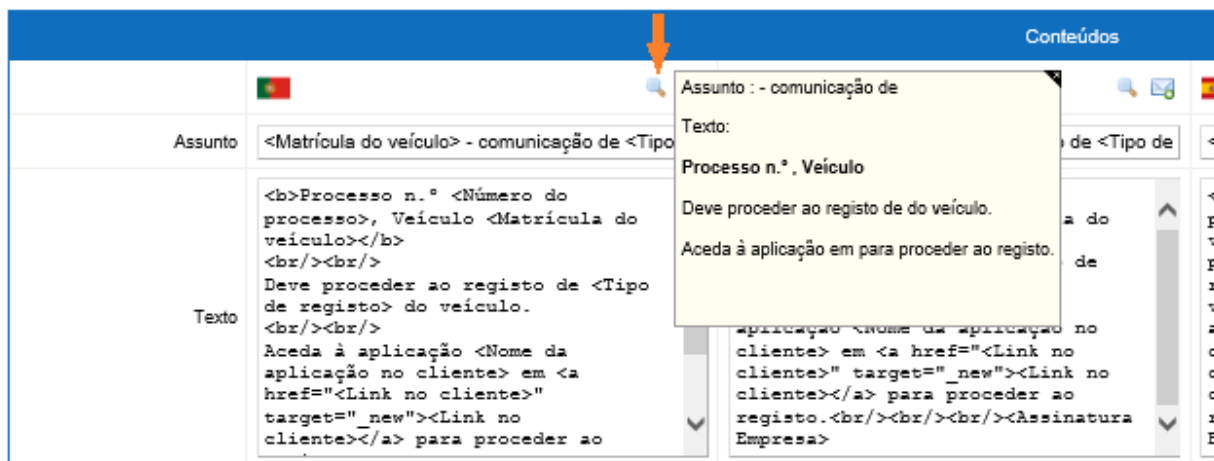 Conteúdos
Assunto : - comunicação de
Texto:
Processo n.º , Veículo
Deve proceder ao registo de do veículo.
Aceda à aplicação em para proceder ao registo.
Assunto
<Matrícula do veículo> - comunicação de <Tipo
de <Tipo de
Texto
<b>Processo n.º <Número do
processo>, Veículo <Matrícula do
veículo></b>
<br/><br/>
Deve proceder ao registo de <Tipo
de registo> do veículo.
<br/><br/>
Aceda à aplicação <Nome da
aplicação no cliente> em <a
href="<Link no cliente>"
target="_new"><Link no
cliente></a> para proceder ao
a do
de
aplicação <Nome da aplicação no
cliente> em <a href="<Link no
cliente>" target="_new"><Link no
cliente></a> para proceder ao
registo.<br/><br/><br/><Assinatura
Empresa>